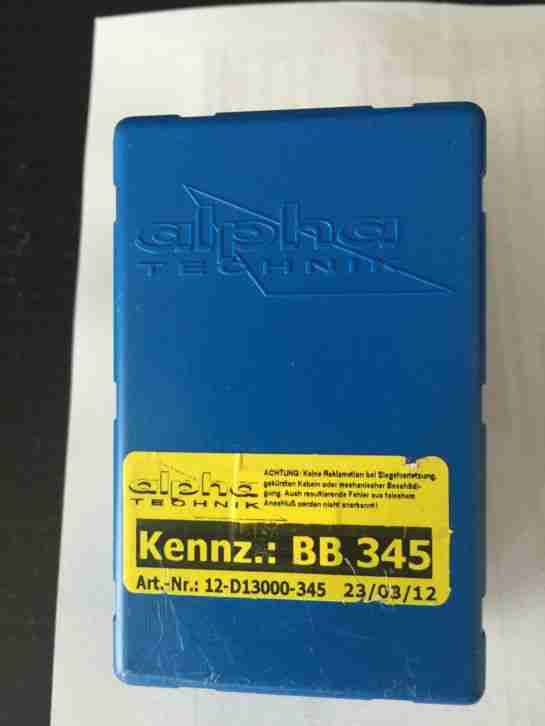 alpha
TECHNIK
alpha
TECHNIK
ACHTUNG: Keine Reklamation bei Siegelverletzung,
gekürzten Kabeln oder mechanischer Beschädi-
gung. Auch resultierende Fehler aus falschem
Anschluß werden nicht anerkannt!
Kennz.: BB 345
Art.-Nr.: 12-D13000-345 23/03/12